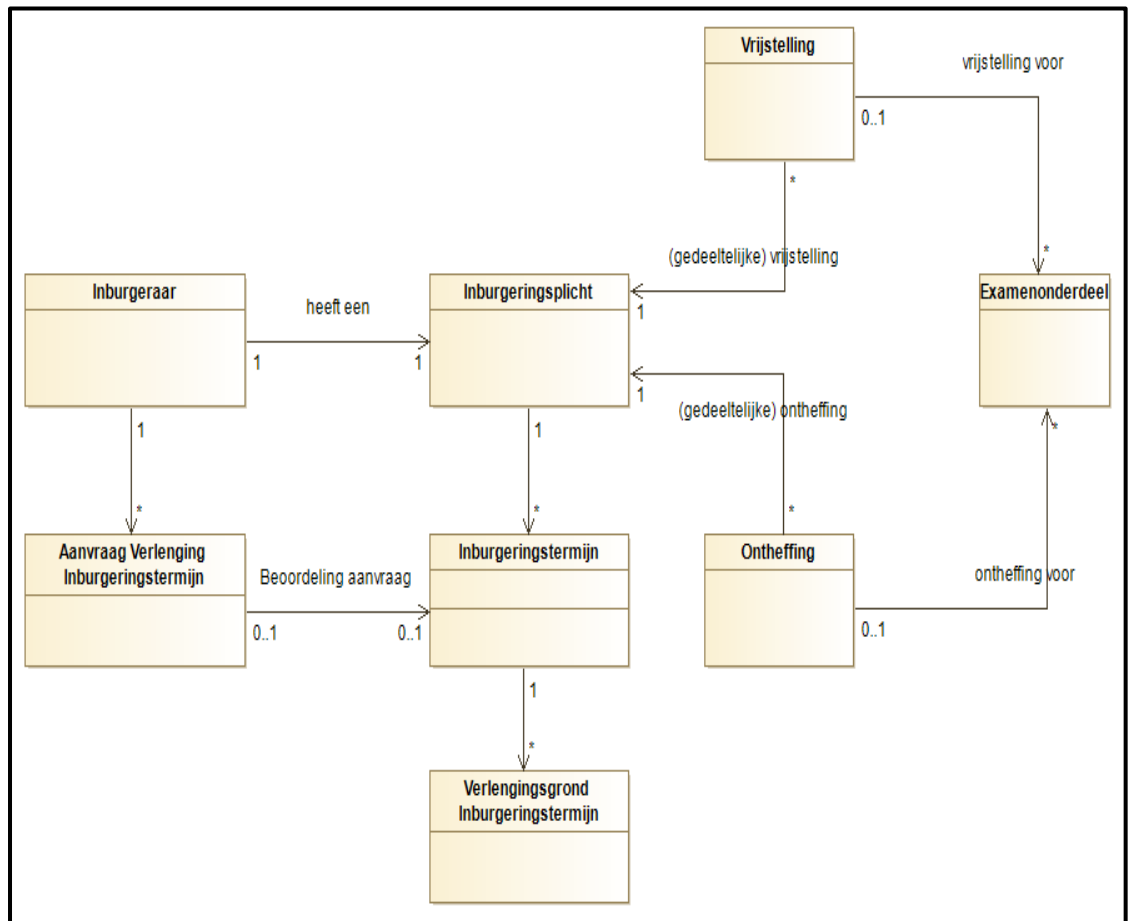 Vrijstelling
vrijstelling voor
0..1
*
(gedeeltelijke) vrijstelling
*
Inburgeraar
heeft een
Inburgeringsplicht
Examenonderdeel
1
1
1
1
(gedeeltelijke) ontheffing
1
1
*
*
*
*
Aanvraag Verlenging
Inburgeringstermijn
Beoordeling aanvraag
Inburgeringstermijn
Ontheffing
ontheffing voor
0..1
0..1
0..1
1
*
Verlengingsgrond
Inburgeringstermijn